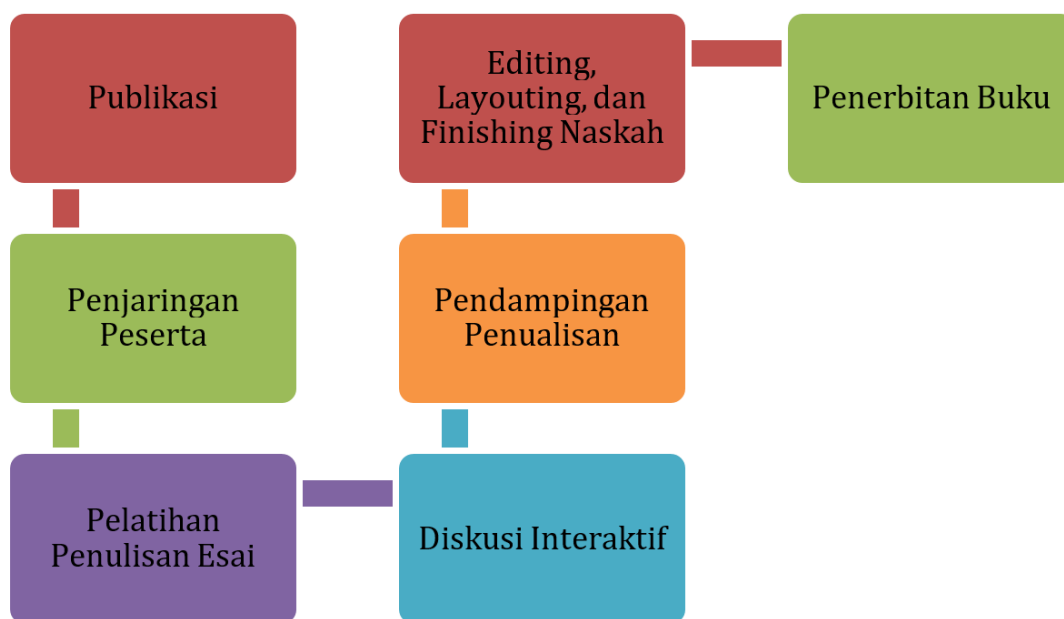 Publikasi
Penjaringan
Peserta
Pelatihan
Penulisan Esai
Diskusi Interaktif
Pendampingan
Penualisan
Editing,
Layouting, dan
Finishing Naskah
Penerbitan Buku